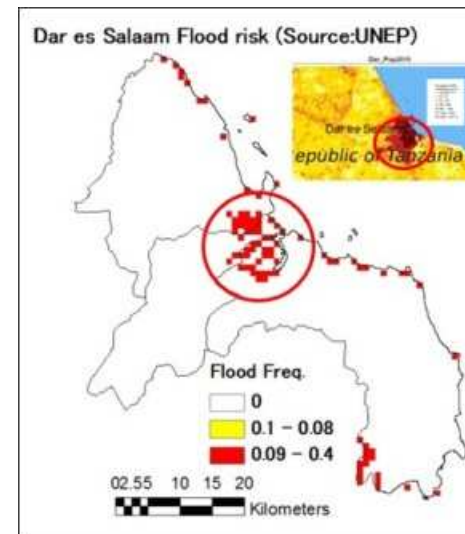 Dar es Salaam Flood risk (Source:UNEP)
Dar es Salaam
epublic of Tanzania
Flood Freq.
0
0.1 - 0.08
0.09 - 0.4
02.55 10 15 20
Kilometers